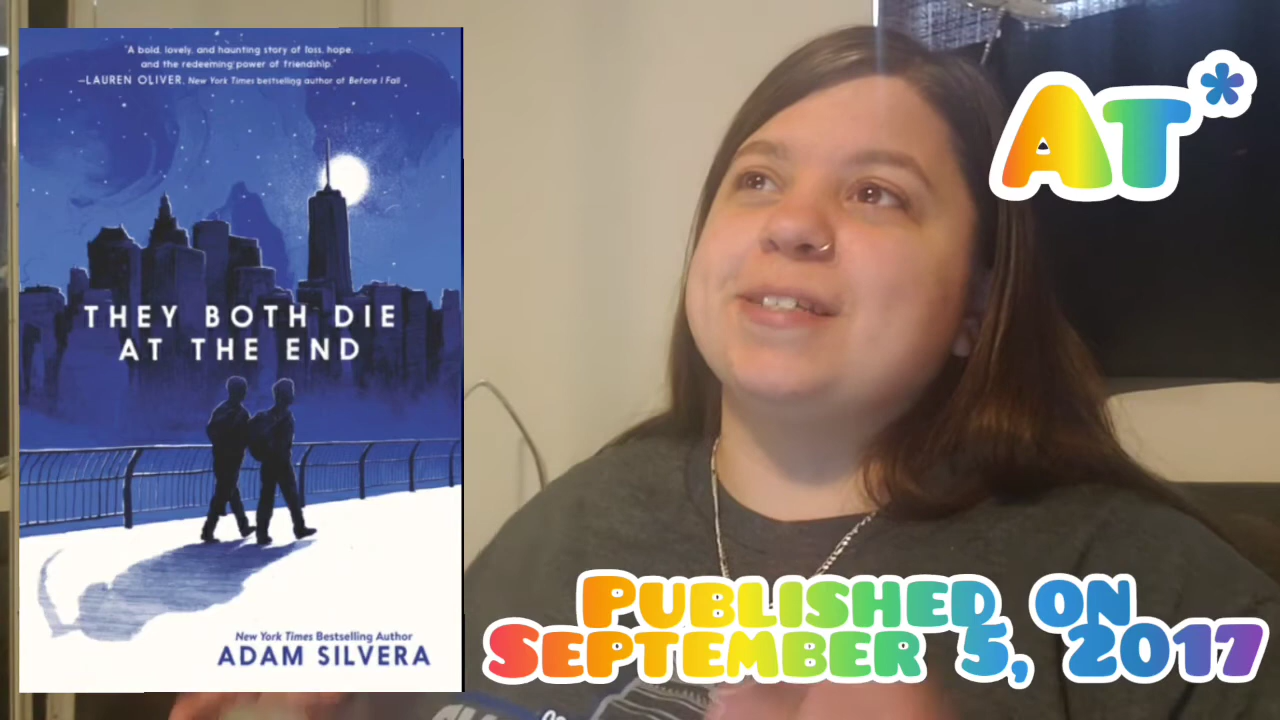 "A bold, lovely, and haunting story of loss, hope,
and the redeeming power of friendship."
—LAUREN OLIVER, New York Times bestselling author of Before I Fall
THEY BOTH DIE
AT THE END
New York Times Bestselling Author
ADAM SILVERA
At*
Published on
September 5, 2017